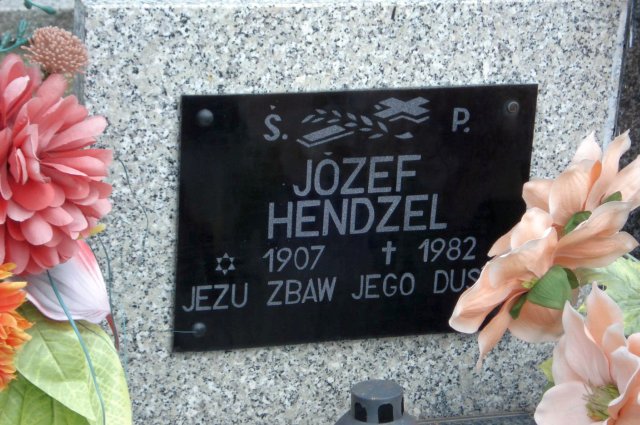 Ś. P.
JÓZEF
HENDZEL
✡ 1907 ✝ 1982
JEZU ZBAW JEGO